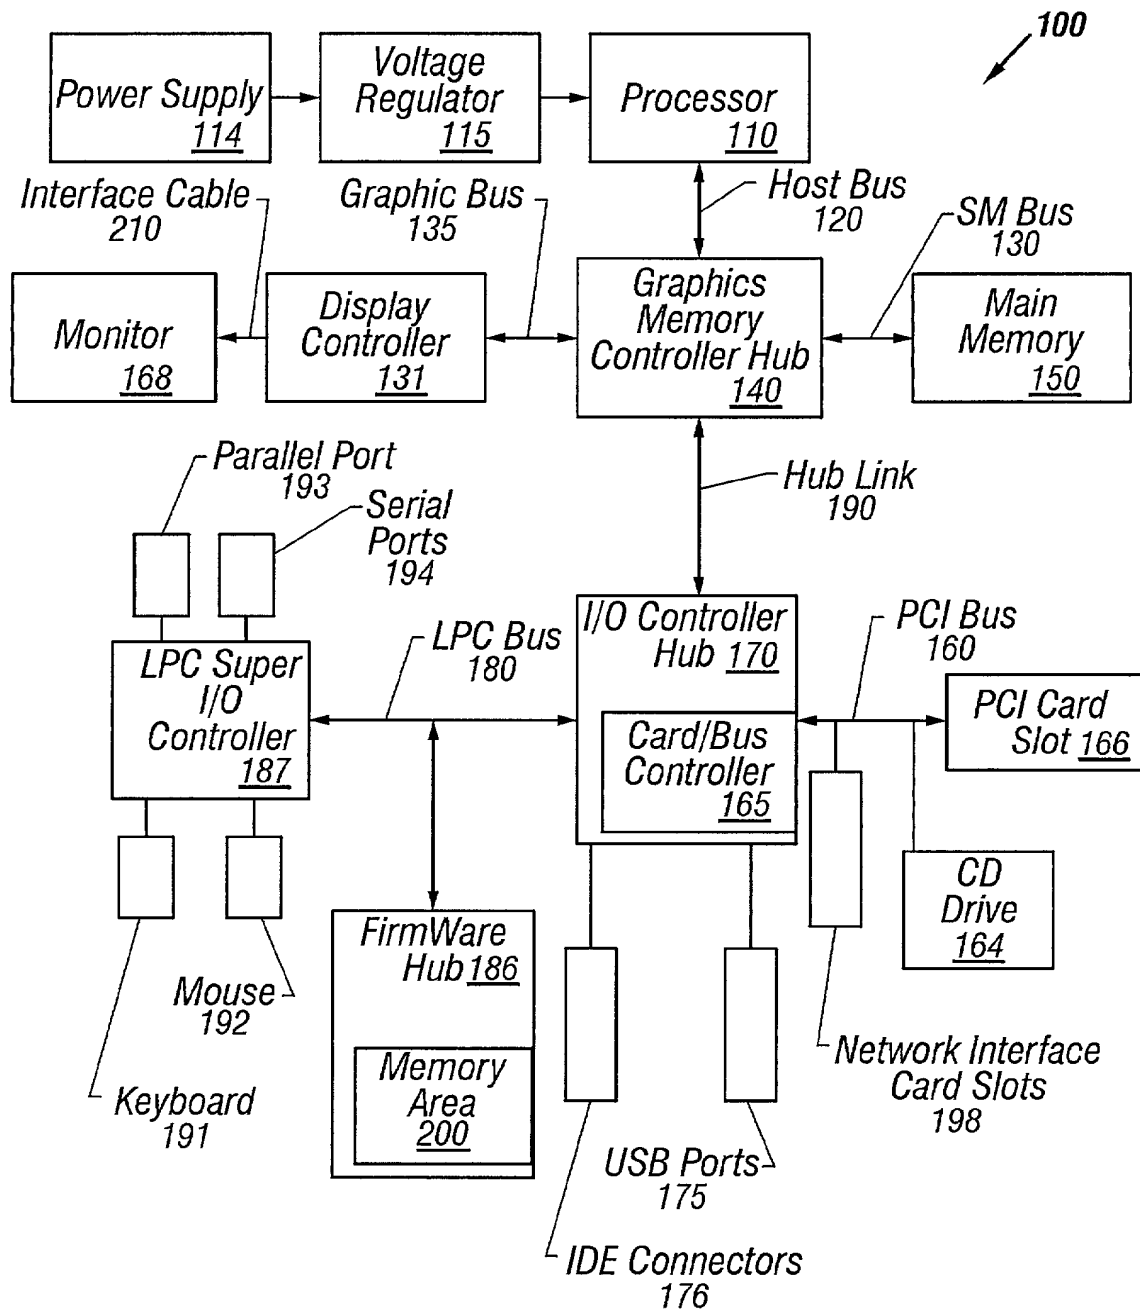 100
Power Supply
114
Voltage
Regulator
115
Processor
110
Interface Cable
210
Graphic Bus
135
Host Bus
120
SM Bus
130
Monitor
168
Display
Controller
131
Graphics
Memory
Controller Hub
140
Main
Memory
150
Parallel Port
193
Serial
Ports
194
Hub Link
190
LPC Super
I/O
Controller
187
LPC Bus
180
I/O Controller
Hub 170
Card/Bus
Controller
165
PCI Bus
160
PCI Card
Slot 166
CD
Drive
164
FirmWare
Hub 186
Memory
Area
200
Mouse
192
Keyboard
191
Network Interface
Card Slots
198
USB Ports
175
IDE Connectors
176